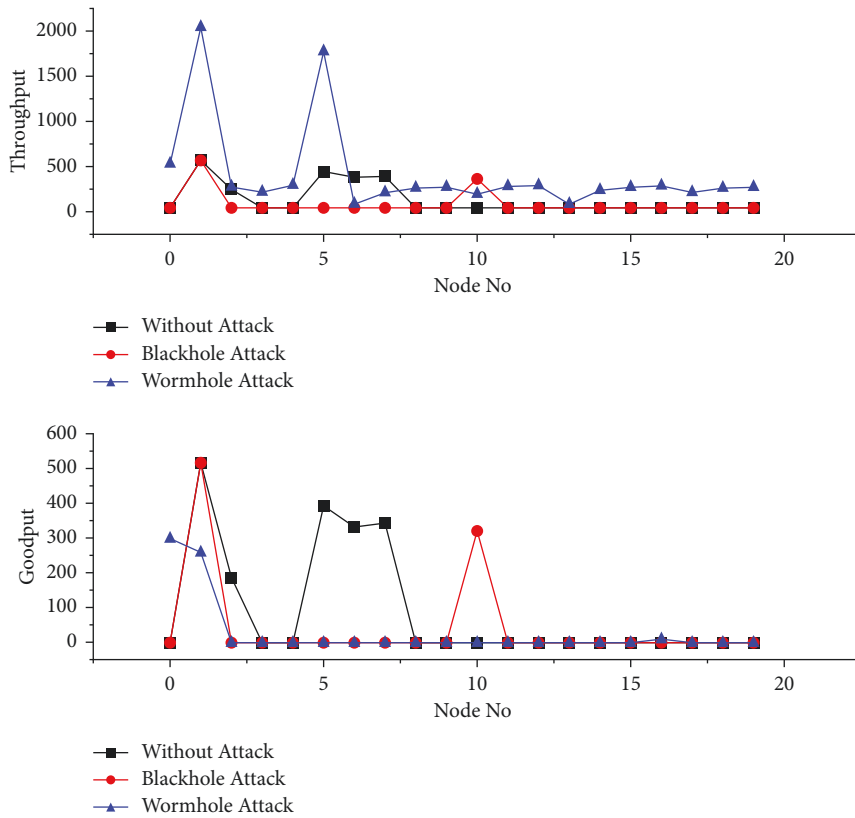 2000
1500
1000
500
0
Throughput
0 5 10 15 20
Node No
Without Attack
Blackhole Attack
Wormhole Attack
600
500
400
300
200
100
0
Goodput
0 5 10 15 20
Node No
Without Attack
Blackhole Attack
Wormhole Attack